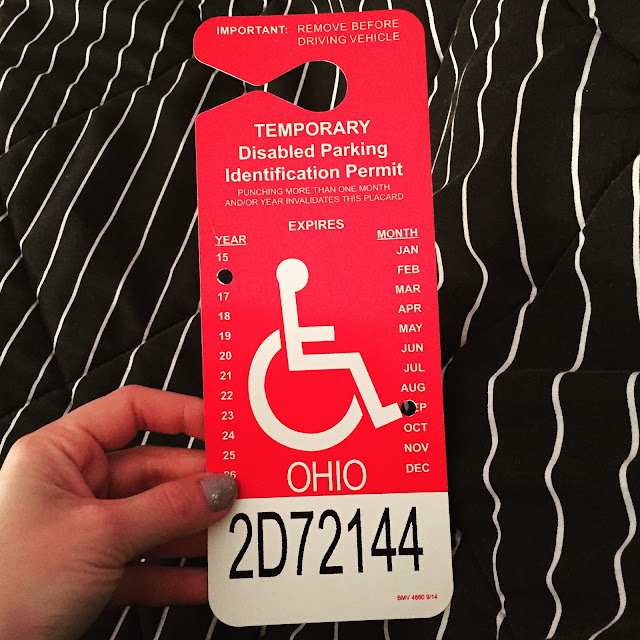 IMPORTANT: REMOVE BEFORE
DRIVING VEHICLE
TEMPORARY
Disabled Parking
Identification Permit
PUNCHING MORE THAN ONE MONTH
AND/OR YEAR INVALIDATES THIS PLACARD
EXPIRES
YEAR
15
17
18
19
20
21
22
23
24
25
26
MONTH
JAN
FEB
MAR
APR
MAY
JUN
JUL
AUG
OCT
NOV
DEC
OHIO
2D72144
BMV 4860 9/14